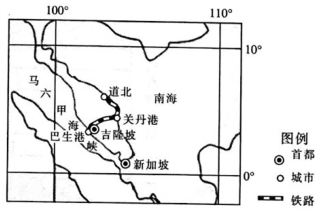 100°
110°
10°
道北
马
六
甲
海
峡
南海
关丹港
吉隆坡
巴生港
新加坡
0°
图例
首都
城市
铁路